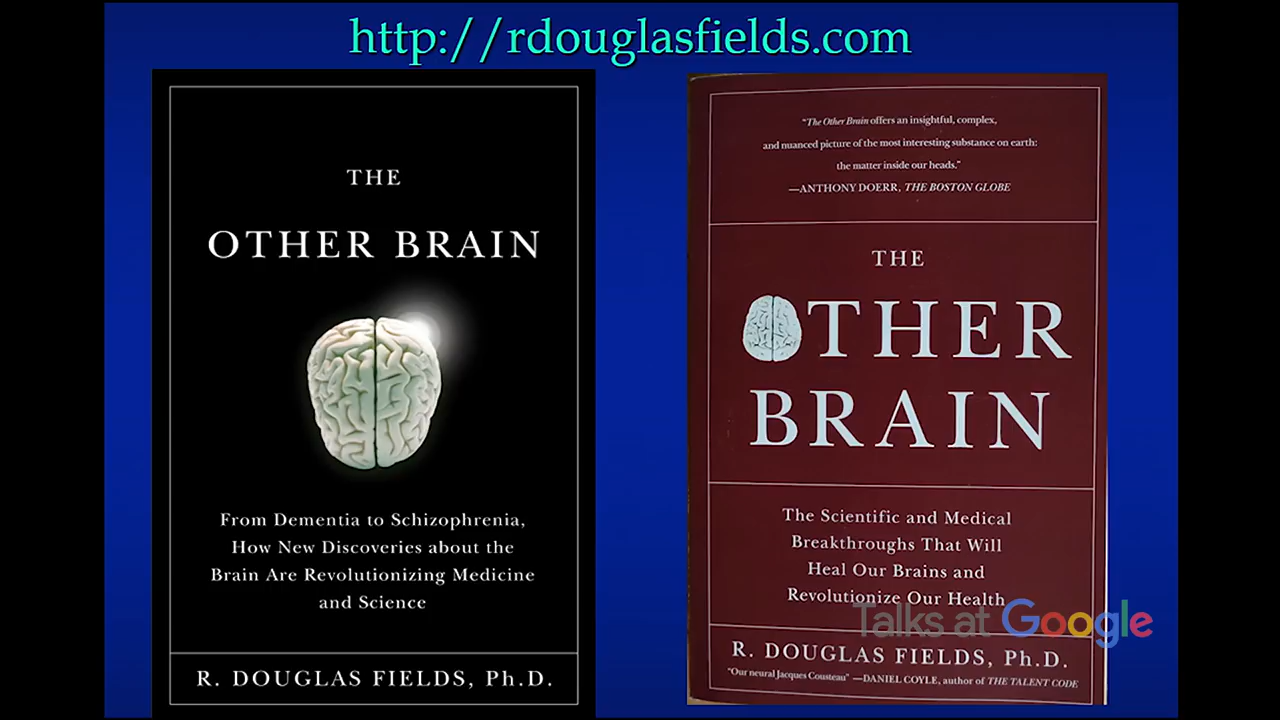 http://rdouglasfields.com
THE
OTHER BRAIN
From Dementia to Schizophrenia,
How New Discoveries about the
Brain Are Revolutionizing Medicine
and Science
R. DOUGLAS FIELDS, Ph.D.
"The Other Brain offers an insightful, complex,
and nuanced picture of the most interesting substance on earth:
the matter inside our heads."
—ANTHONY DOERR, THE BOSTON GLOBE
THE
OTHER
BRAIN
The Scientific and Medical
Breakthroughs That Will
Heal Our Brains and
Revolutionize Our Health
Talks at Google
R. DOUGLAS FIELDS, Ph.D.
"Our neural Jacques Cousteau" —DANIEL COYLE, author of THE TALENT CODE